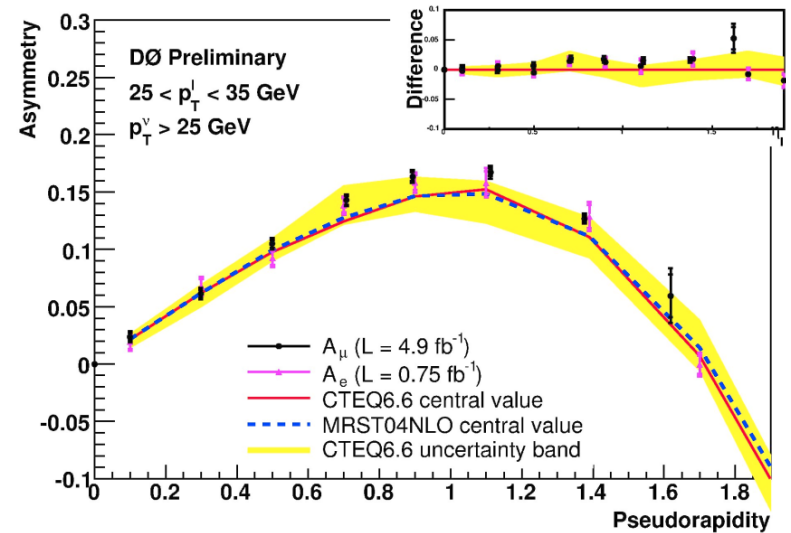 Asymmetry
0.3
0.25
0.2
0.15
0.1
0.05
0
-0.05
-0.1
DØ Preliminary
25 < p_T^l < 35 GeV
p_T^ν > 25 GeV
Difference
0.1
0.05
0
-0.05
-0.1
0 0.5 1 1.5
A_μ (L = 4.9 fb⁻¹)
A_e (L = 0.75 fb⁻¹)
CTEQ6.6 central value
MRST04NLO central value
CTEQ6.6 uncertainty band
0 0.2 0.4 0.6 0.8 1 1.2 1.4 1.6 1.8
Pseudorapidity